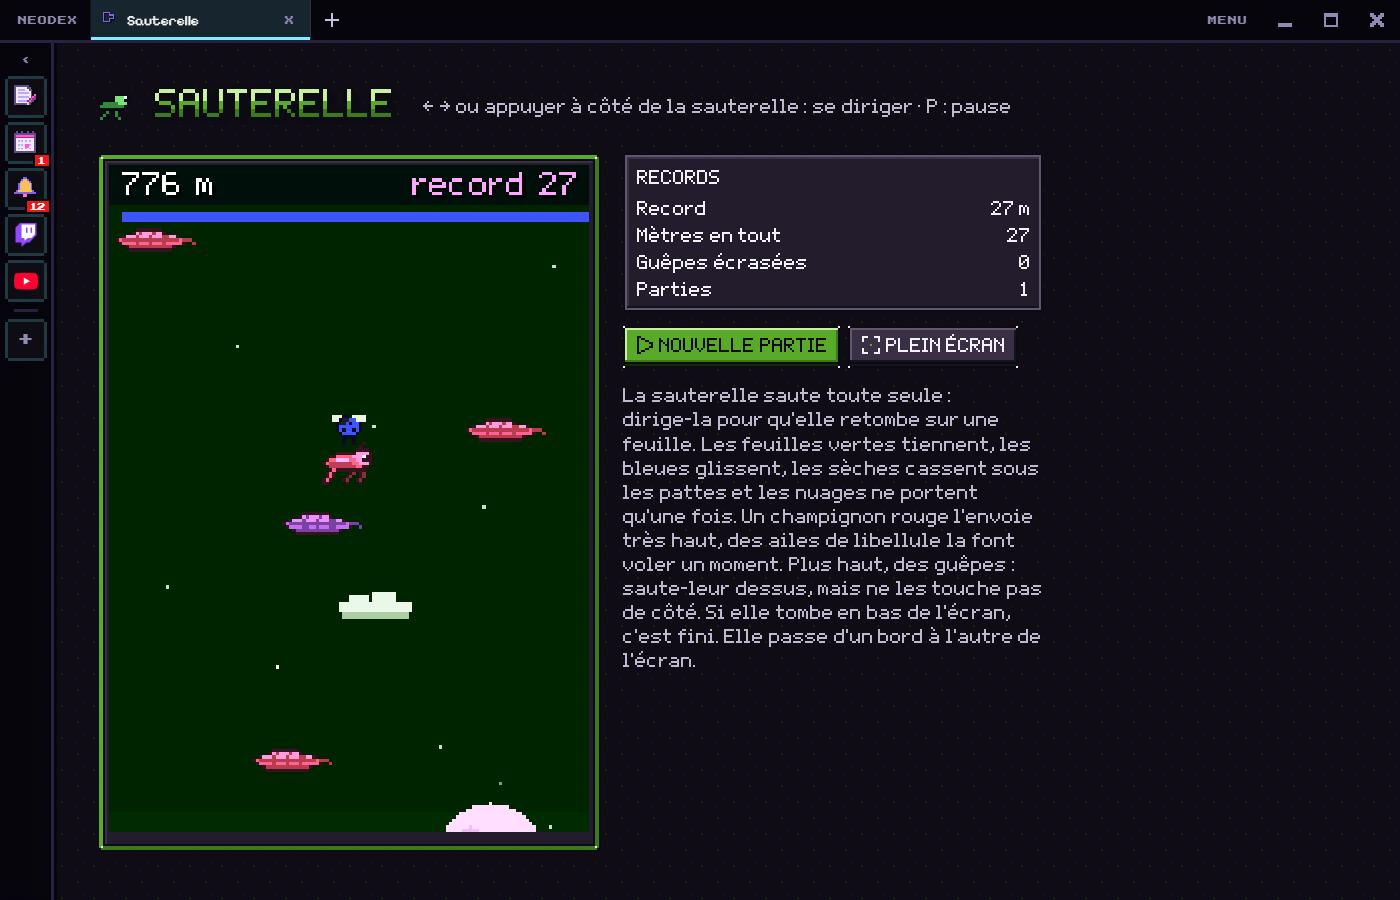 NEODEX
Sauterelle
MENU
1
12
SAUTERELLE
← → ou appuyer à côté de la sauterelle : se diriger · P : pause
776 m
record 27
RECORDS
Record 27 m
Mètres en tout 27
Guêpes écrasées 0
Parties 1
NOUVELLE PARTIE
PLEIN ÉCRAN
La sauterelle saute toute seule :
dirige-la pour qu'elle retombe sur une
feuille. Les feuilles vertes tiennent, les
bleues glissent, les sèches cassent sous
les pattes et les nuages ne portent
qu'une fois. Un champignon rouge l'envoie
très haut, des ailes de libellule la font
voler un moment. Plus haut, des guêpes :
saute-leur dessus, mais ne les touche pas
de côté. Si elle tombe en bas de l'écran,
c'est fini. Elle passe d'un bord à l'autre de
l'écran.